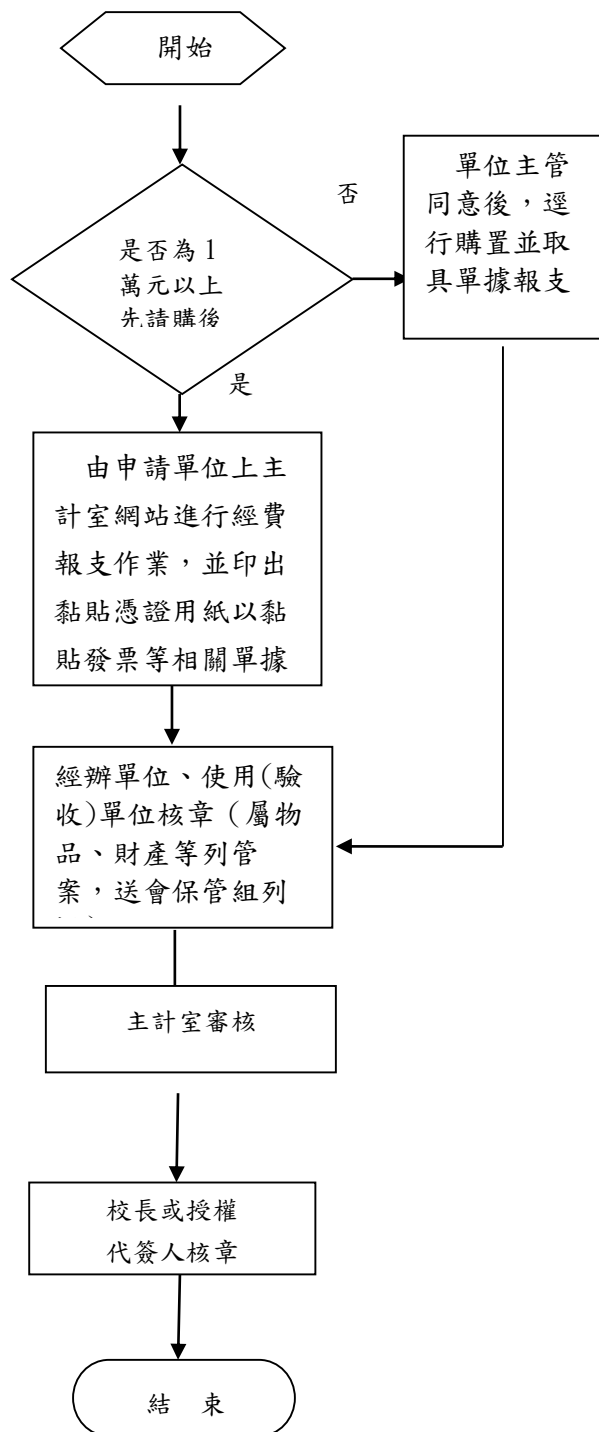 開始
是否為1
萬元以上
先請購後
否
單位主管
同意後，逕
行購置並取
具單據報支
是
由申請單位上主
計室網站進行經費
報支作業，並印出
黏貼憑證用紙以黏
貼發票等相關單據
經辦單位、使用(驗
收)單位核章（屬物
品、財產等列管
案，送會保管組列
主計室審核
校長或授權
代簽人核章
結 束